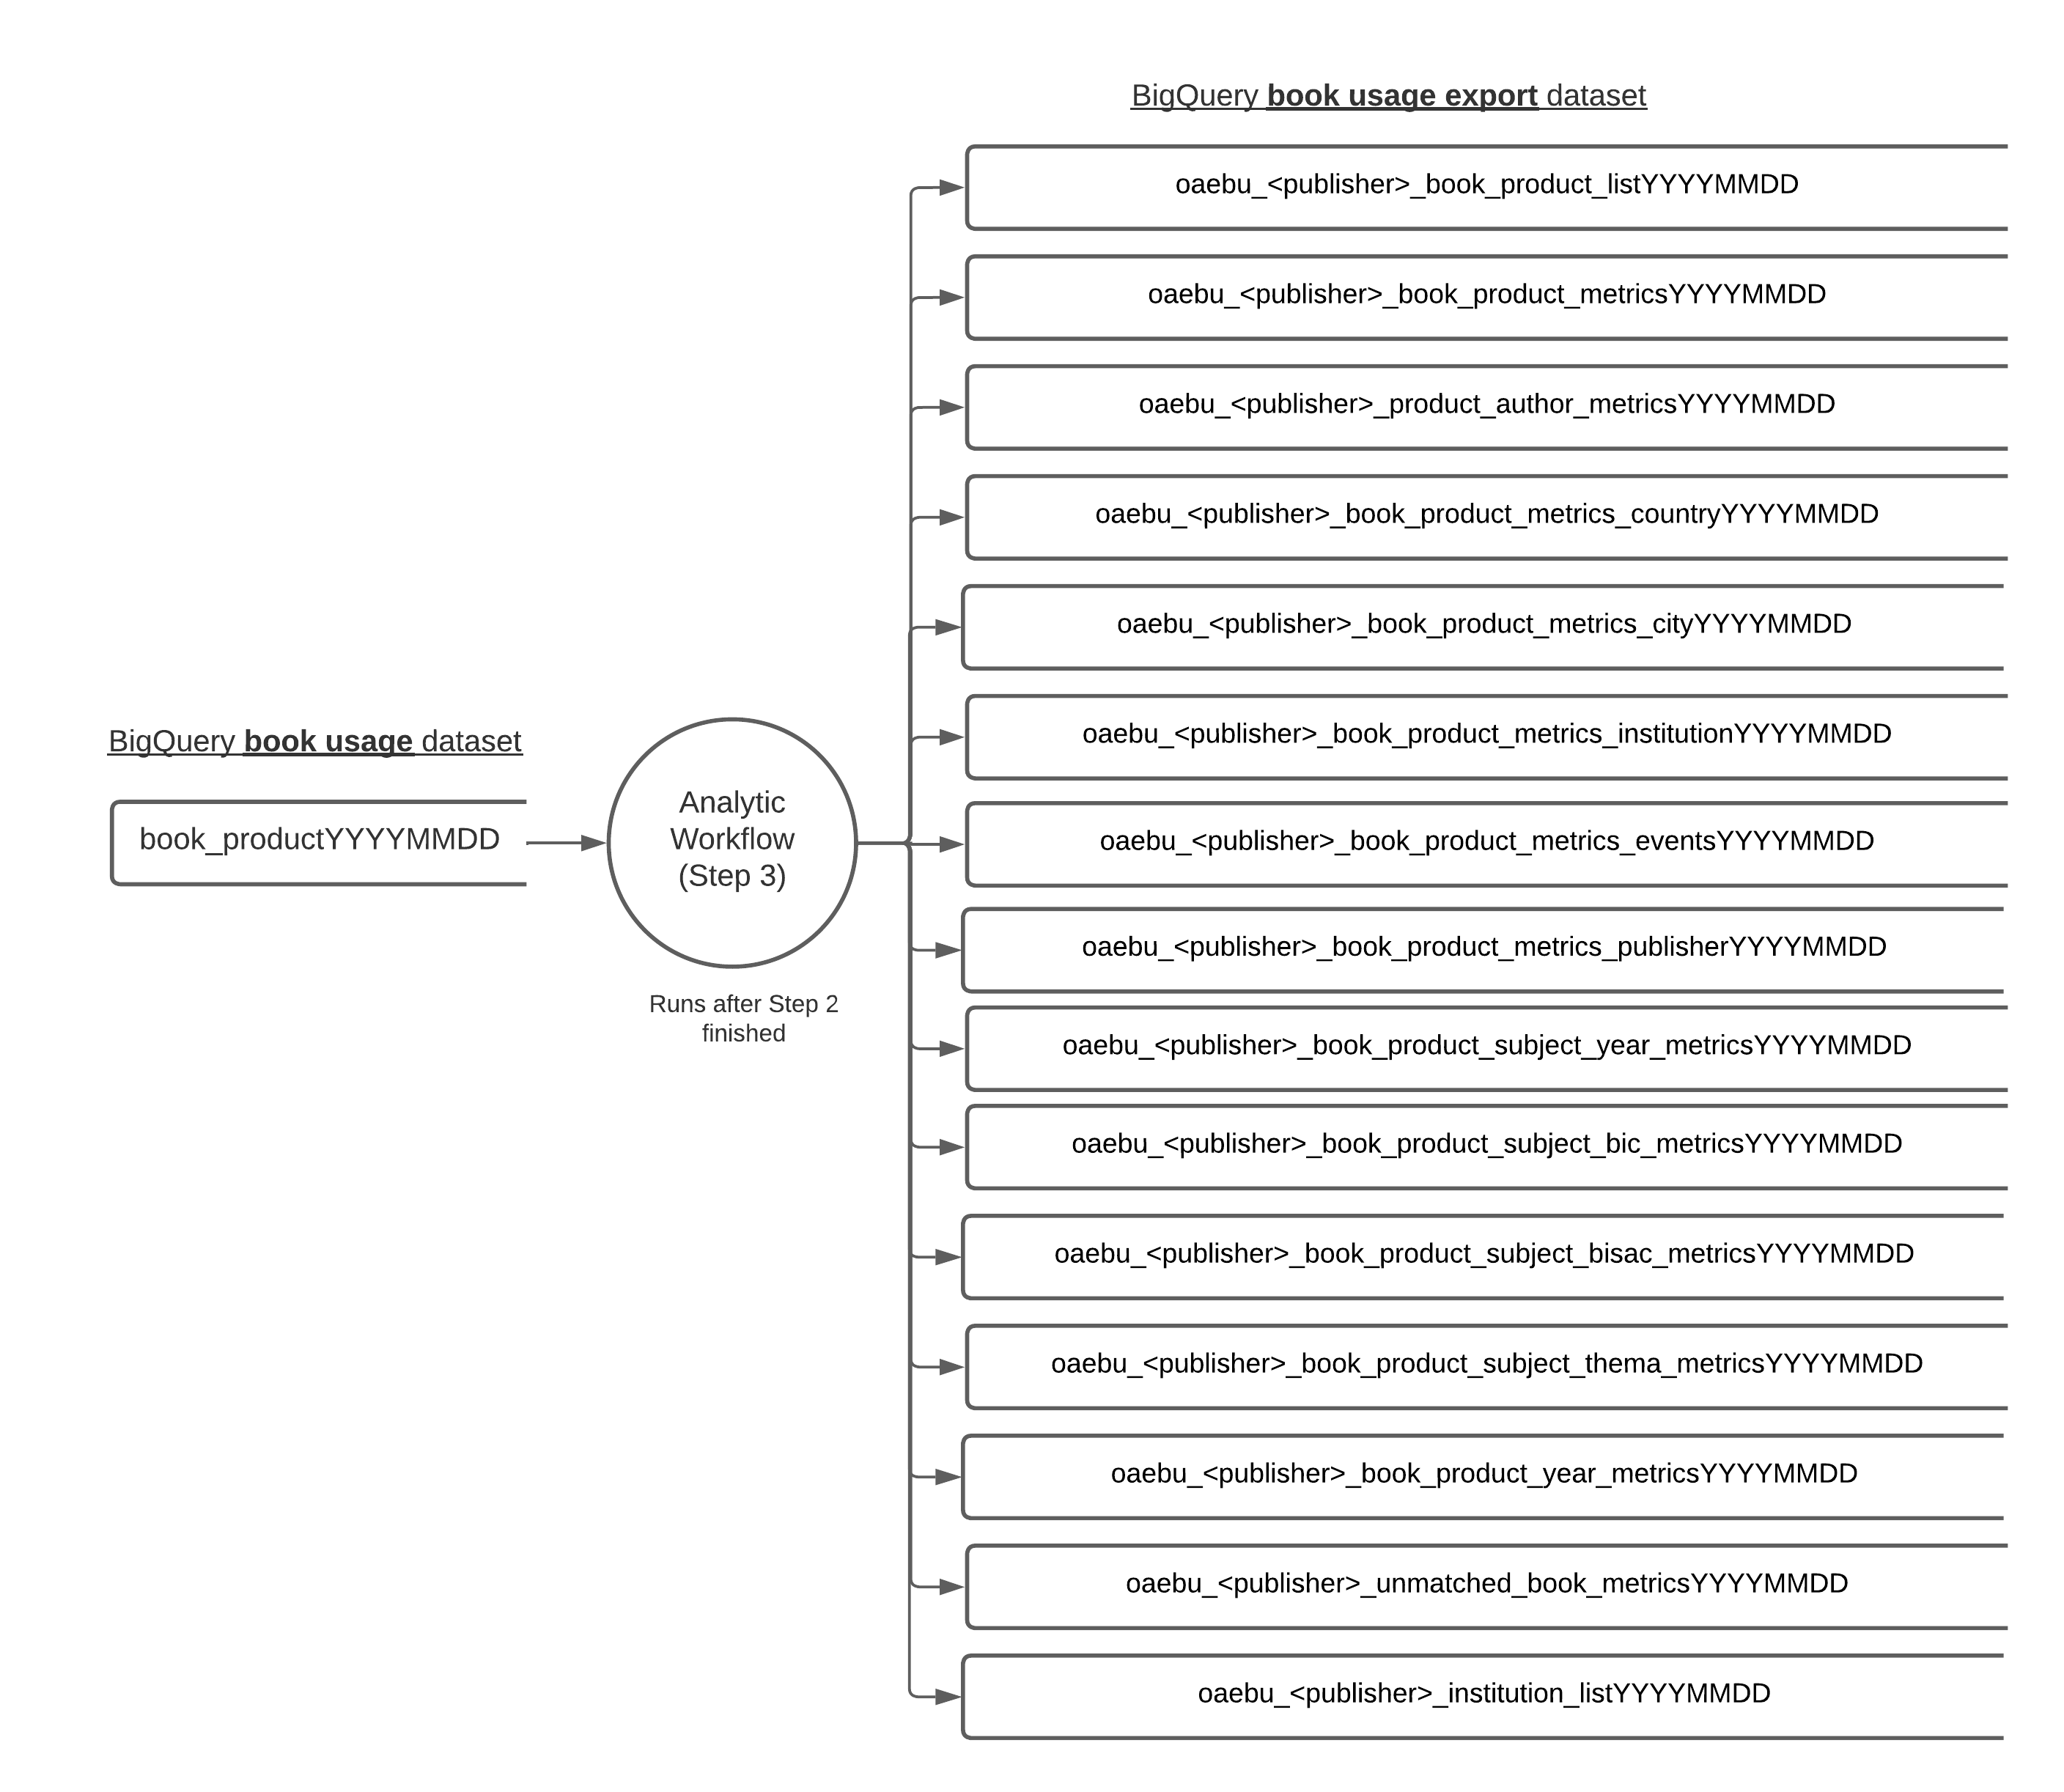 BigQuery book usage export dataset
oaebu_<publisher>_book_product_listYYYYMMDD
oaebu_<publisher>_book_product_metricsYYYYMMDD
oaebu_<publisher>_product_author_metricsYYYYMMDD
oaebu_<publisher>_book_product_metrics_countryYYYYMMDD
oaebu_<publisher>_book_product_metrics_cityYYYYMMDD
oaebu_<publisher>_book_product_metrics_institutionYYYYMMDD
BigQuery book usage dataset
book_productYYYYMMDD
Analytic
Workflow
(Step 3)
Runs after Step 2
finished
oaebu_<publisher>_book_product_metrics_eventsYYYYMMDD
oaebu_<publisher>_book_product_metrics_publisherYYYYMMDD
oaebu_<publisher>_book_product_subject_year_metricsYYYYMMDD
oaebu_<publisher>_book_product_subject_bic_metricsYYYYMMDD
oaebu_<publisher>_book_product_subject_bisac_metricsYYYYMMDD
oaebu_<publisher>_book_product_subject_thema_metricsYYYYMMDD
oaebu_<publisher>_book_product_year_metricsYYYYMMDD
oaebu_<publisher>_unmatched_book_metricsYYYYMMDD
oaebu_<publisher>_institution_listYYYYMMDD